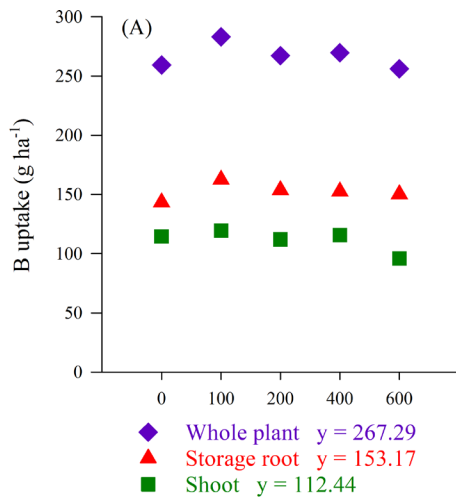 300
(A)
250
200
150
100
50
0
B uptake (g ha⁻¹)
0 100 200 400 600
Whole plant y = 267.29
Storage root y = 153.17
Shoot y = 112.44